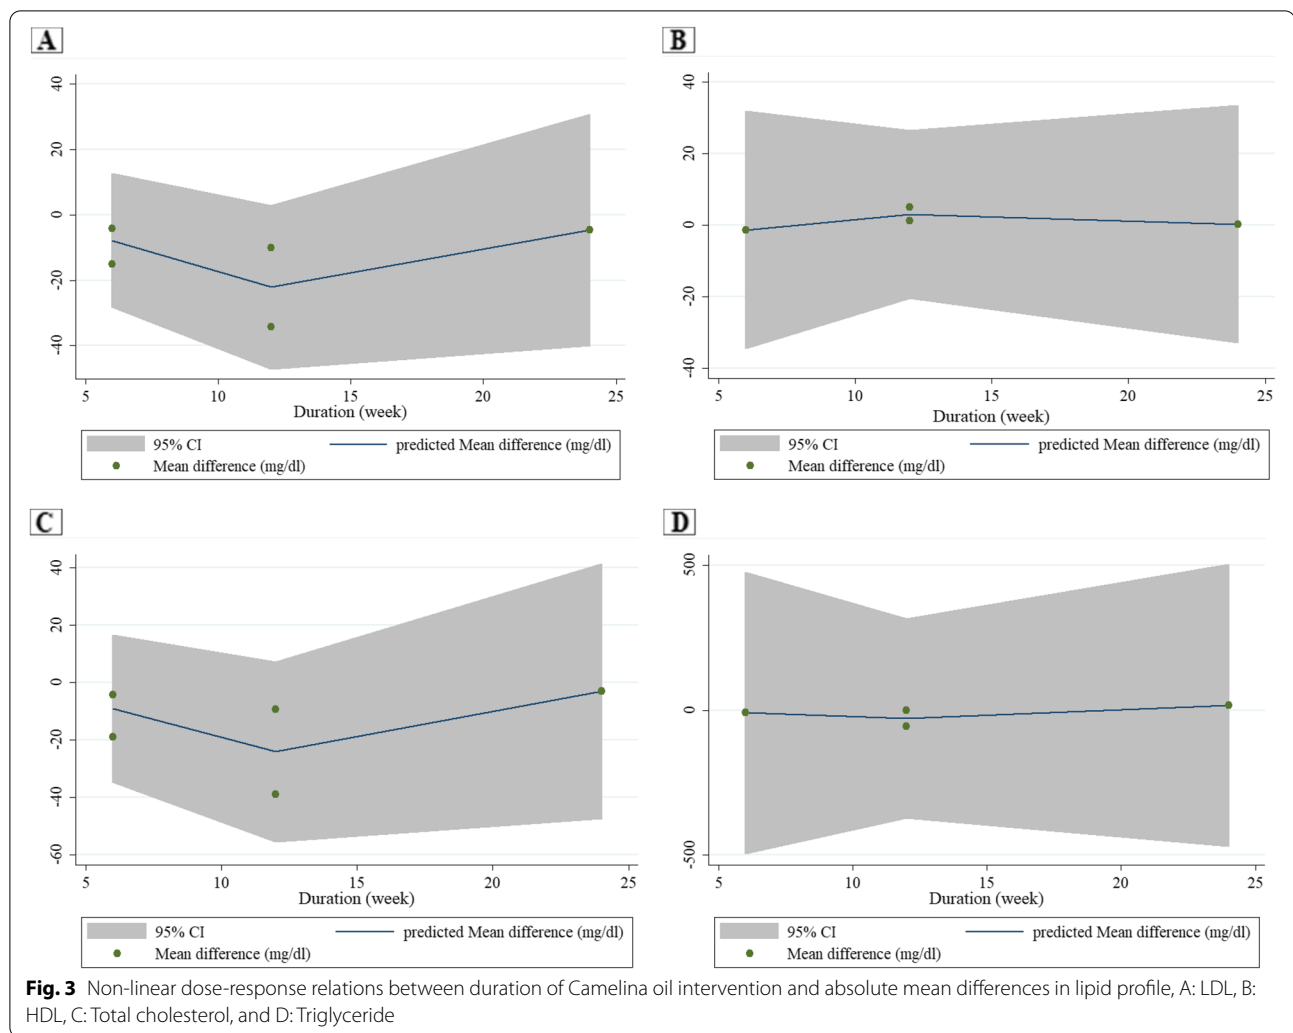 A
40
20
0
-20
-40
5 10 15 20 25
Duration (week)
95% CI predicted Mean difference (mg/dl)
Mean difference (mg/dl)
B
40
20
0
-20
-40
5 10 15 20 25
Duration (week)
95% CI predicted Mean difference (mg/dl)
Mean difference (mg/dl)
C
40
20
0
-20
-40
-60
5 10 15 20 25
Duration (week)
95% CI predicted Mean difference (mg/dl)
Mean difference (mg/dl)
D
500
0
-500
5 10 15 20 25
Duration (week)
95% CI predicted Mean difference (mg/dl)
Mean difference (mg/dl)
Fig. 3 Non-linear dose-response relations between duration of Camelina oil intervention and absolute mean differences in lipid profile, A: LDL, B:
HDL, C: Total cholesterol, and D: Triglyceride